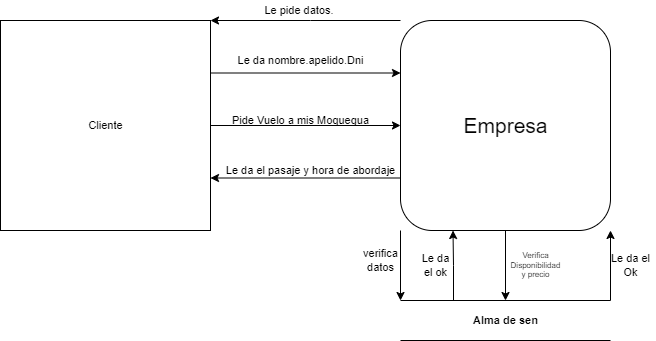 Le pide datos.
Le da nombre.apelido.Dni
Cliente
Pide Vuelo a mis Moquegua
Empresa
Le da el pasaje y hora de abordaje
verifica
datos
Le da
el ok
Verifica
Disponibilidad
y precio
Le da el
Ok
Alma de sen